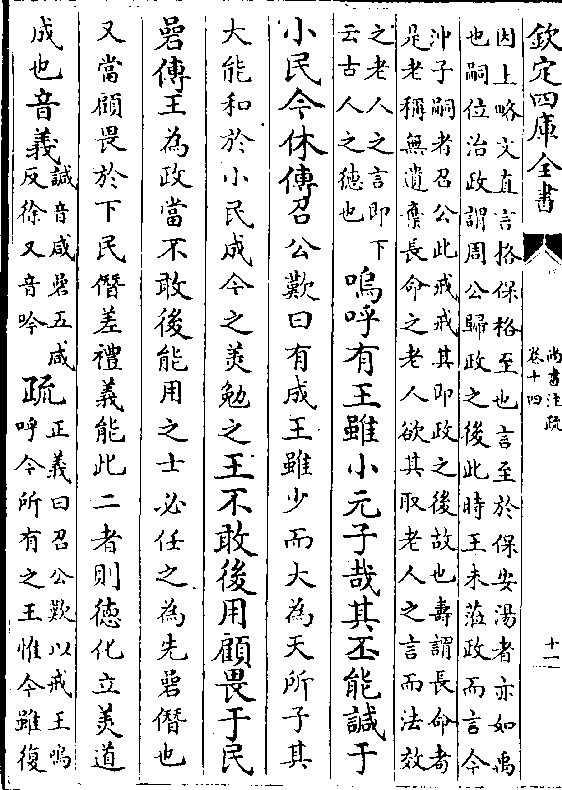 欽定四庫全書
尚書注疏
卷十四
十一
因上略文直言格保格至也言至於保安湯者亦如禹
也嗣位治政謂周公歸政之後此時王未蒞政而言今
沖子嗣者召公此戒戒其即政之後故也壽謂長命耇
是老稱無遺棄長命之老人欲其取老人之言而法效
之老人之言即下
云古人之德也
嗚呼有王雖小元子哉其丕能諴于
小民今休傳召公歎曰有成王雖少而大為天所子其
大能和於小民成今之美勉之王不敢後用顧畏于民
碞傳王為政當不敢後能用之士必任之為先碞僭也
又當顧畏於下民僭差禮義能此二者則德化立美道
成也音義
諴音咸碞五咸
反徐又音吟
疏
正義曰召公歎以戒王嗚
呼今所有之王惟今雖復